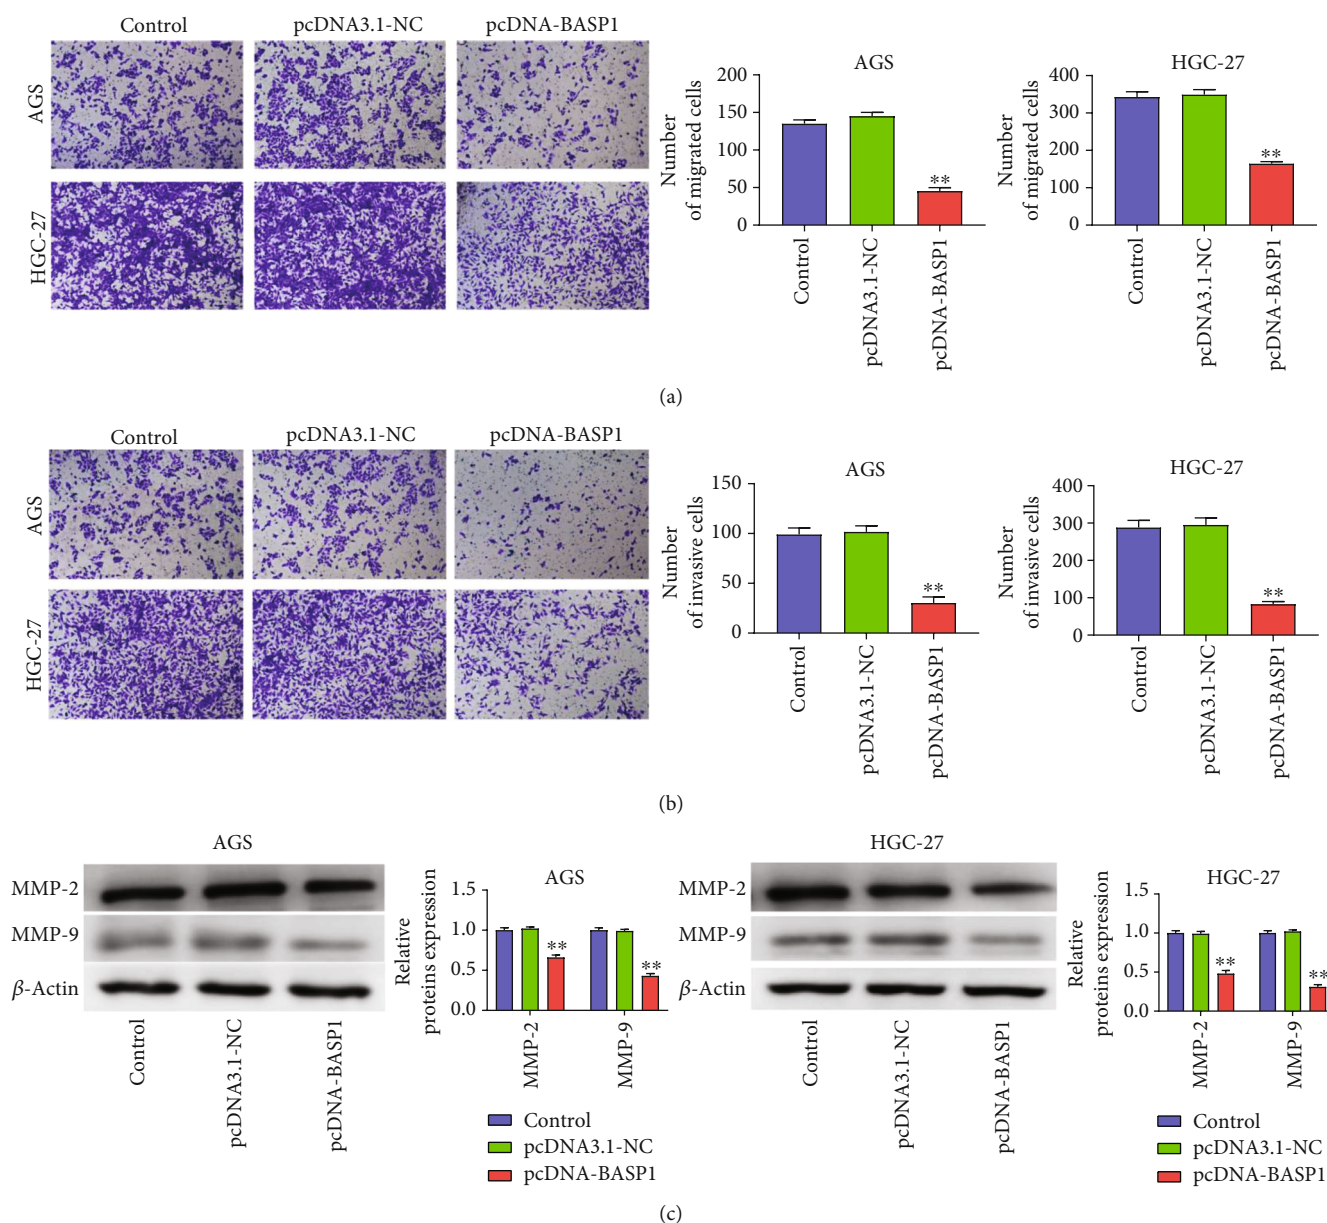 Control pcDNA3.1-NC pcDNA-BASP1
AGS
HGC-27
AGS
Number
of migrated cells
200
150
100
50
0
**
Control
pcDNA3.1-NC
pcDNA-BASP1
HGC-27
Number
of migrated cells
400
300
200
100
0
**
Control
pcDNA3.1-NC
pcDNA-BASP1
(a)
Control pcDNA3.1-NC pcDNA-BASP1
AGS
HGC-27
AGS
Number
of invasive cells
150
100
50
0
**
Control
pcDNA3.1-NC
pcDNA-BASP1
HGC-27
Number
of invasive cells
400
300
200
100
0
**
Control
pcDNA3.1-NC
pcDNA-BASP1
(b)
AGS
MMP-2
MMP-9
β-Actin
Control
pcDNA3.1-NC
pcDNA-BASP1
AGS
Relative
proteins expression
1.5
1.0
0.5
0.0
**
**
MMP-2
MMP-9
Control
pcDNA3.1-NC
pcDNA-BASP1
HGC-27
MMP-2
MMP-9
β-Actin
Control
pcDNA3.1-NC
pcDNA-BASP1
HGC-27
Relative
proteins expression
1.5
1.0
0.5
0.0
**
**
MMP-2
MMP-9
Control
pcDNA3.1-NC
pcDNA-BASP1
(c)